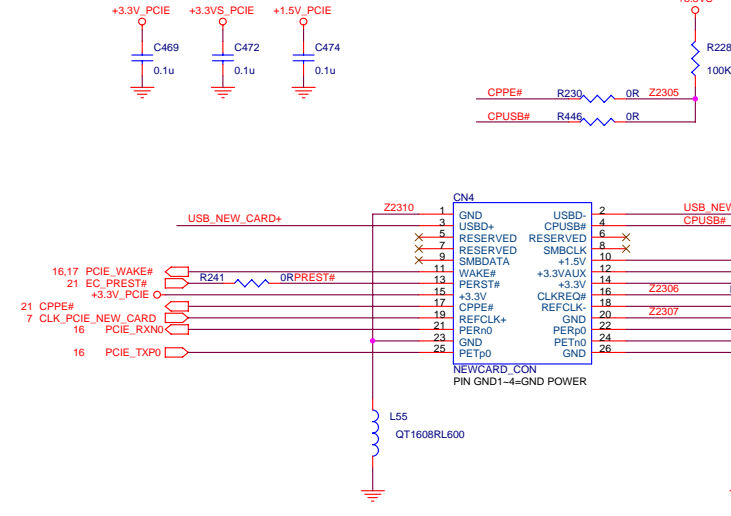 +3.3V_PCIE +3.3VS_PCIE +1.5V_PCIE
C469 C472 C474 R228
0.1u 0.1u 0.1u 100K
CPPE# R230 0R Z2305
CPUSB# R446 0R
CN4
Z2310 1 GND USBD- 2 USB_NEW
USB_NEW_CARD+ 3 USBD+ CPUSB# 4 CPUSB#
5 RESERVED RESERVED 6
7 RESERVED SMBCLK 8
9 SMBDATA +1.5V 10
16,17 PCIE_WAKE# 11 WAKE# +3.3VAUX 12
21 EC_PREST# R241 0R PREST# 13 PERST# +3.3V 14
+3.3V_PCIE 15 +3.3V CLKREQ# 16 Z2306
21 CPPE# 17 CPPE# REFCLK- 18
7 CLK_PCIE_NEW_CARD 19 REFCLK+ GND 20 Z2307
16 PCIE_RXN0 21 PERn0 PERp0 22
23 GND PETn0 24
16 PCIE_TXP0 25 PETp0 GND 26
NEWCARD_CON
PIN GND1~4=GND POWER
L55
QT1608RL600